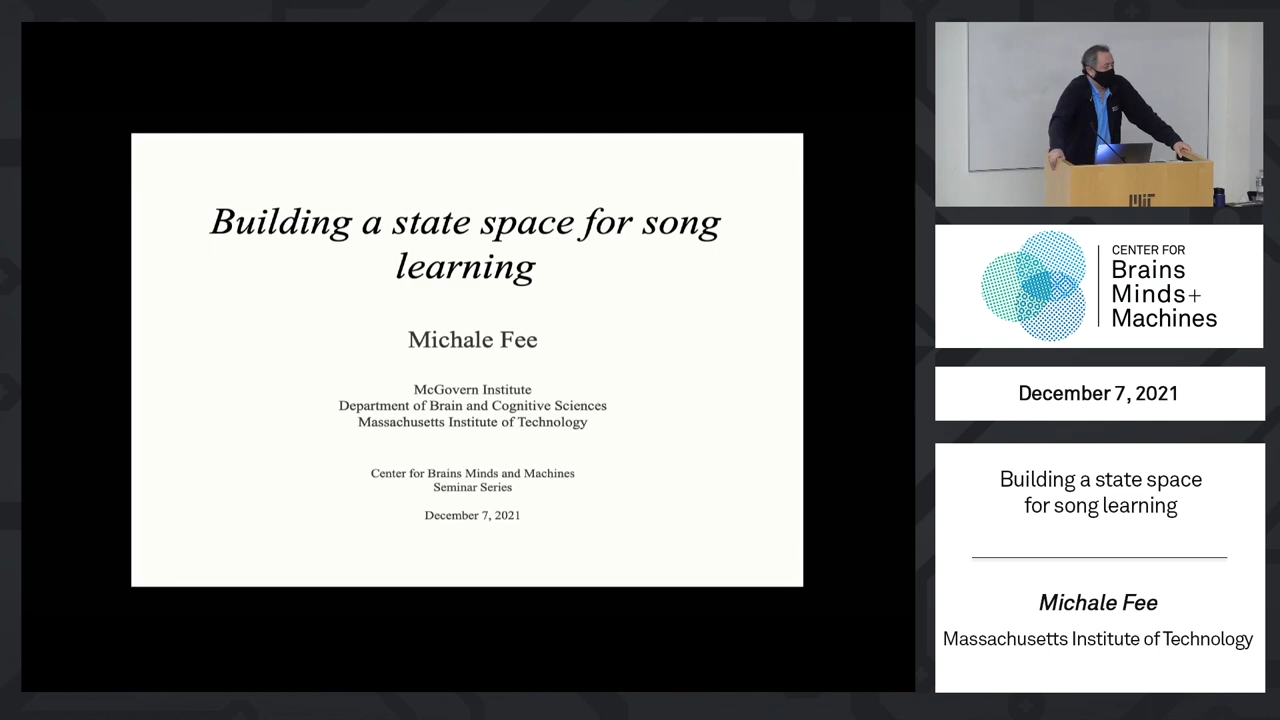 Building a state space for song
learning
Michale Fee
McGovern Institute
Department of Brain and Cognitive Sciences
Massachusetts Institute of Technology
Center for Brains Minds and Machines
Seminar Series
December 7, 2021
MIT
CENTER FOR
Brains
Minds+
Machines
December 7, 2021
Building a state space
for song learning
Michale Fee
Massachusetts Institute of Technology